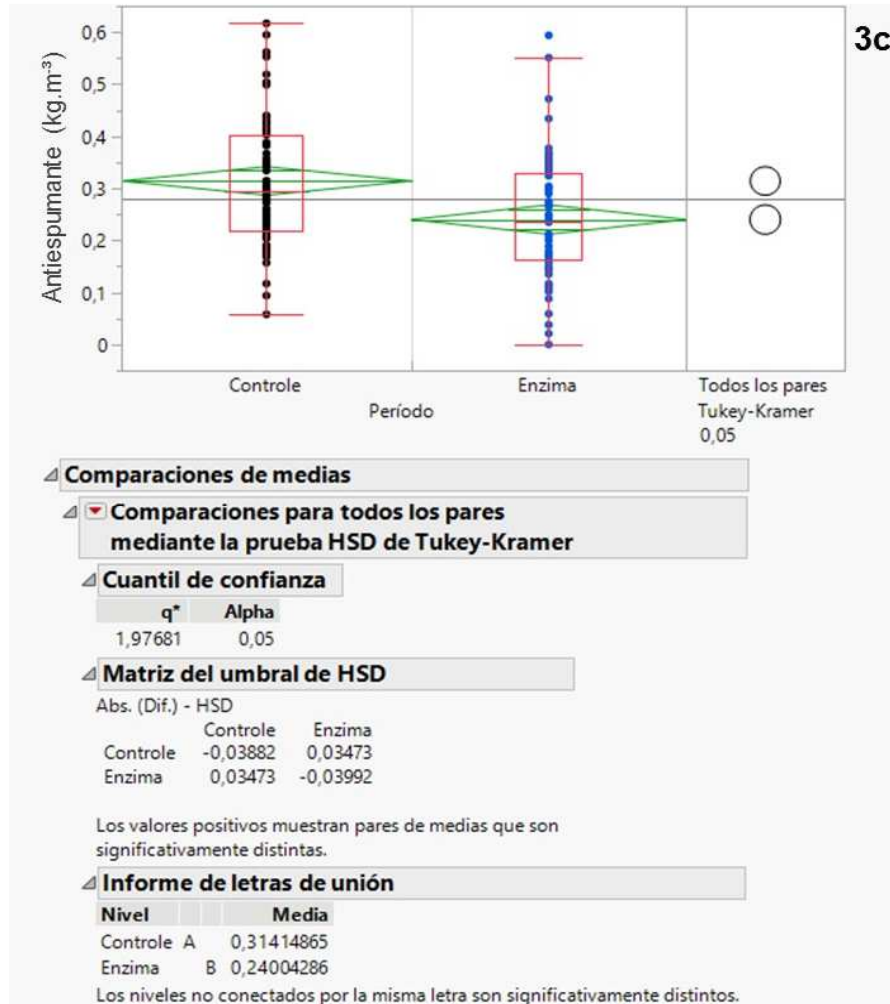 3c
Antiespumante (kg.m⁻³)
0,6
0,5
0,4
0,3
0,2
0,1
0
Controle Enzima Todos los pares
Período Tukey-Kramer
0,05
Comparaciones de medias
Comparaciones para todos los pares
mediante la prueba HSD de Tukey-Kramer
Cuantil de confianza
q* Alpha
1,97681 0,05
Matriz del umbral de HSD
Abs. (Dif.) - HSD
Controle Enzima
Controle -0,03882 0,03473
Enzima 0,03473 -0,03992
Los valores positivos muestran pares de medias que son
significativamente distintas.
Informe de letras de unión
Nivel Media
Controle A 0,31414865
Enzima B 0,24004286
Los niveles no conectados por la misma letra son significativamente distintos.